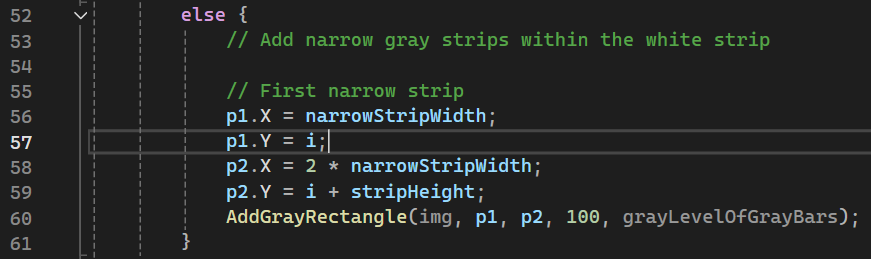 52 else {
53 // Add narrow gray strips within the white strip
54
55 // First narrow strip
56 p1.X = narrowStripWidth;
57 p1.Y = i;
58 p2.X = 2 * narrowStripWidth;
59 p2.Y = i + stripHeight;
60 AddGrayRectangle(img, p1, p2, 100, grayLevelOfGrayBars);
61 }